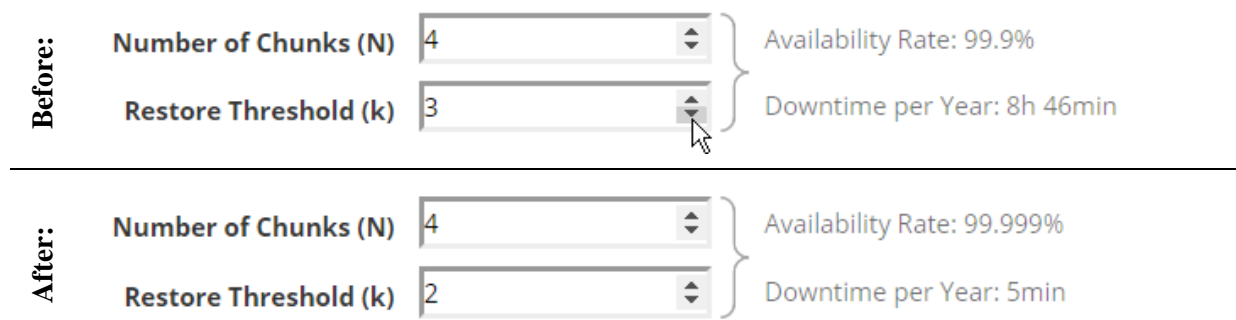 Before:
Number of Chunks (N) 4 Availability Rate: 99.9%
Restore Threshold (k) 3 Downtime per Year: 8h 46min
After:
Number of Chunks (N) 4 Availability Rate: 99.999%
Restore Threshold (k) 2 Downtime per Year: 5min